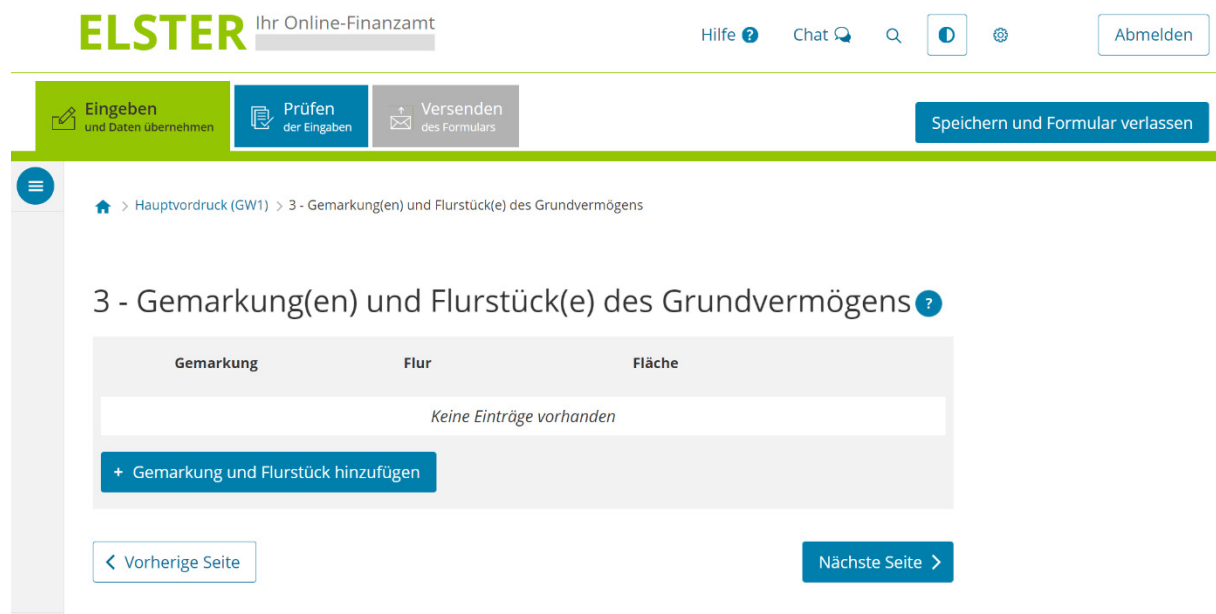 ELSTER Ihr Online-Finanzamt
Hilfe ? Chat Abmelden
Eingeben
und Daten übernehmen
Prüfen
der Eingaben
Versenden
des Formulars
Speichern und Formular verlassen
> Hauptvordruck (GW1) > 3 - Gemarkung(en) und Flurstück(e) des Grundvermögens
3 - Gemarkung(en) und Flurstück(e) des Grundvermögens ?
Gemarkung Flur Fläche
Keine Einträge vorhanden
+ Gemarkung und Flurstück hinzufügen
Vorherige Seite
Nächste Seite